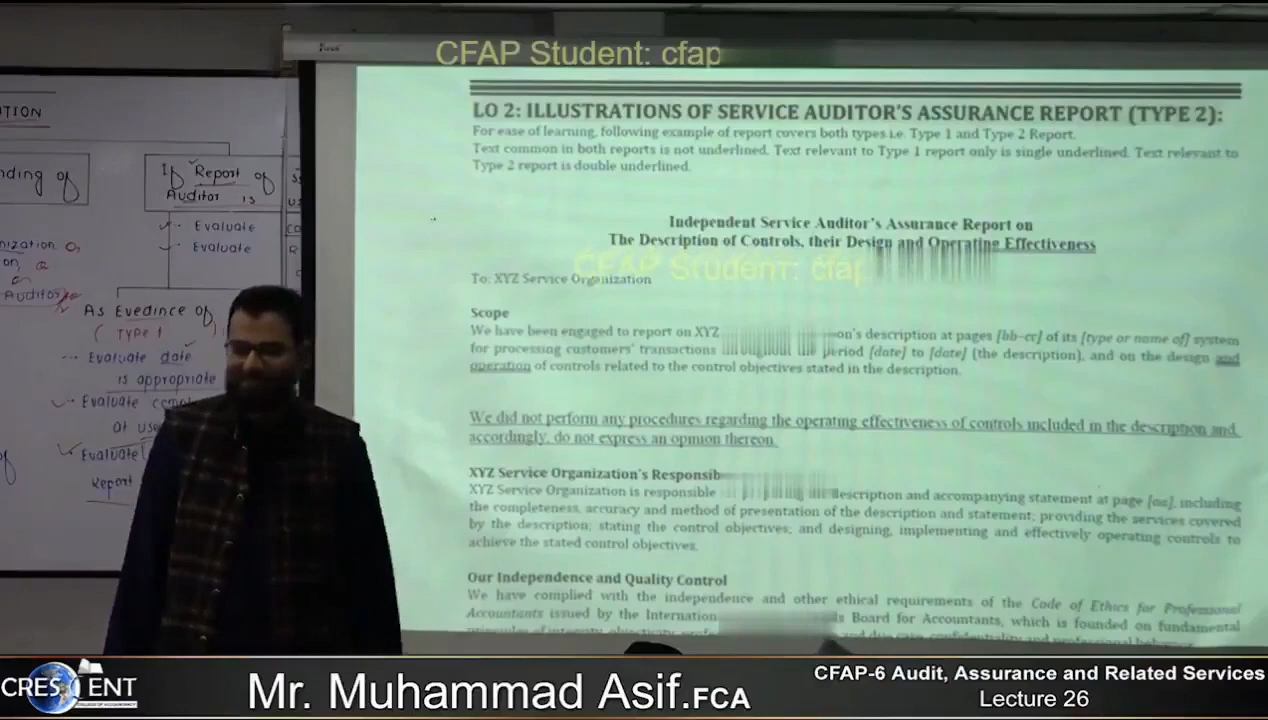 CFAP Student: cfap
TION
nding of
If Report of
Auditor is
Evaluate
Evaluate
nization
on,
Auditor
As Evedince of
( TYPE 1
Evaluate date
is appropriate
Evaluate
at use
Evaluate
Report
of
LO 2: ILLUSTRATIONS OF SERVICE AUDITOR'S ASSURANCE REPORT (TYPE 2):
For ease of learning, following example of report covers both types i.e. Type 1 and Type 2 Report.
Text common in both reports is not underlined. Text relevant to Type 1 report only is single underlined. Text relevant to
Type 2 report is double underlined.
Independent Service Auditor's Assurance Report on
The Description of Controls, their Design and Operating Effectiveness
CFAP Student: cfap
To: XYZ Service Organization
Scope
We have been engaged to report on XYZ on's description at pages [bb-cc] of its [type or name of] system
for processing customers' transactions throughout the period [date] to [date] (the description), and on the design and
operation of controls related to the control objectives stated in the description.
We did not perform any procedures regarding the operating effectiveness of controls included in the description and
accordingly, do not express an opinion thereon.
XYZ Service Organization's Responsib
XYZ Service Organization is responsible description and accompanying statement at page [aa], including
the completeness, accuracy and method of presentation of the description and statement; providing the services covered
by the description; stating the control objectives; and designing, implementing and effectively operating controls to
achieve the stated control objectives.
Our Independence and Quality Control
We have complied with the independence and other ethical requirements of the Code of Ethics for Professional
Accountants issued by the Internation s Board for Accountants, which is founded on fundamental
CRESCENT
COLLEGE OF ACCOUNTANCY
Mr. Muhammad Asif.FCA
CFAP-6 Audit, Assurance and Related Services
Lecture 26